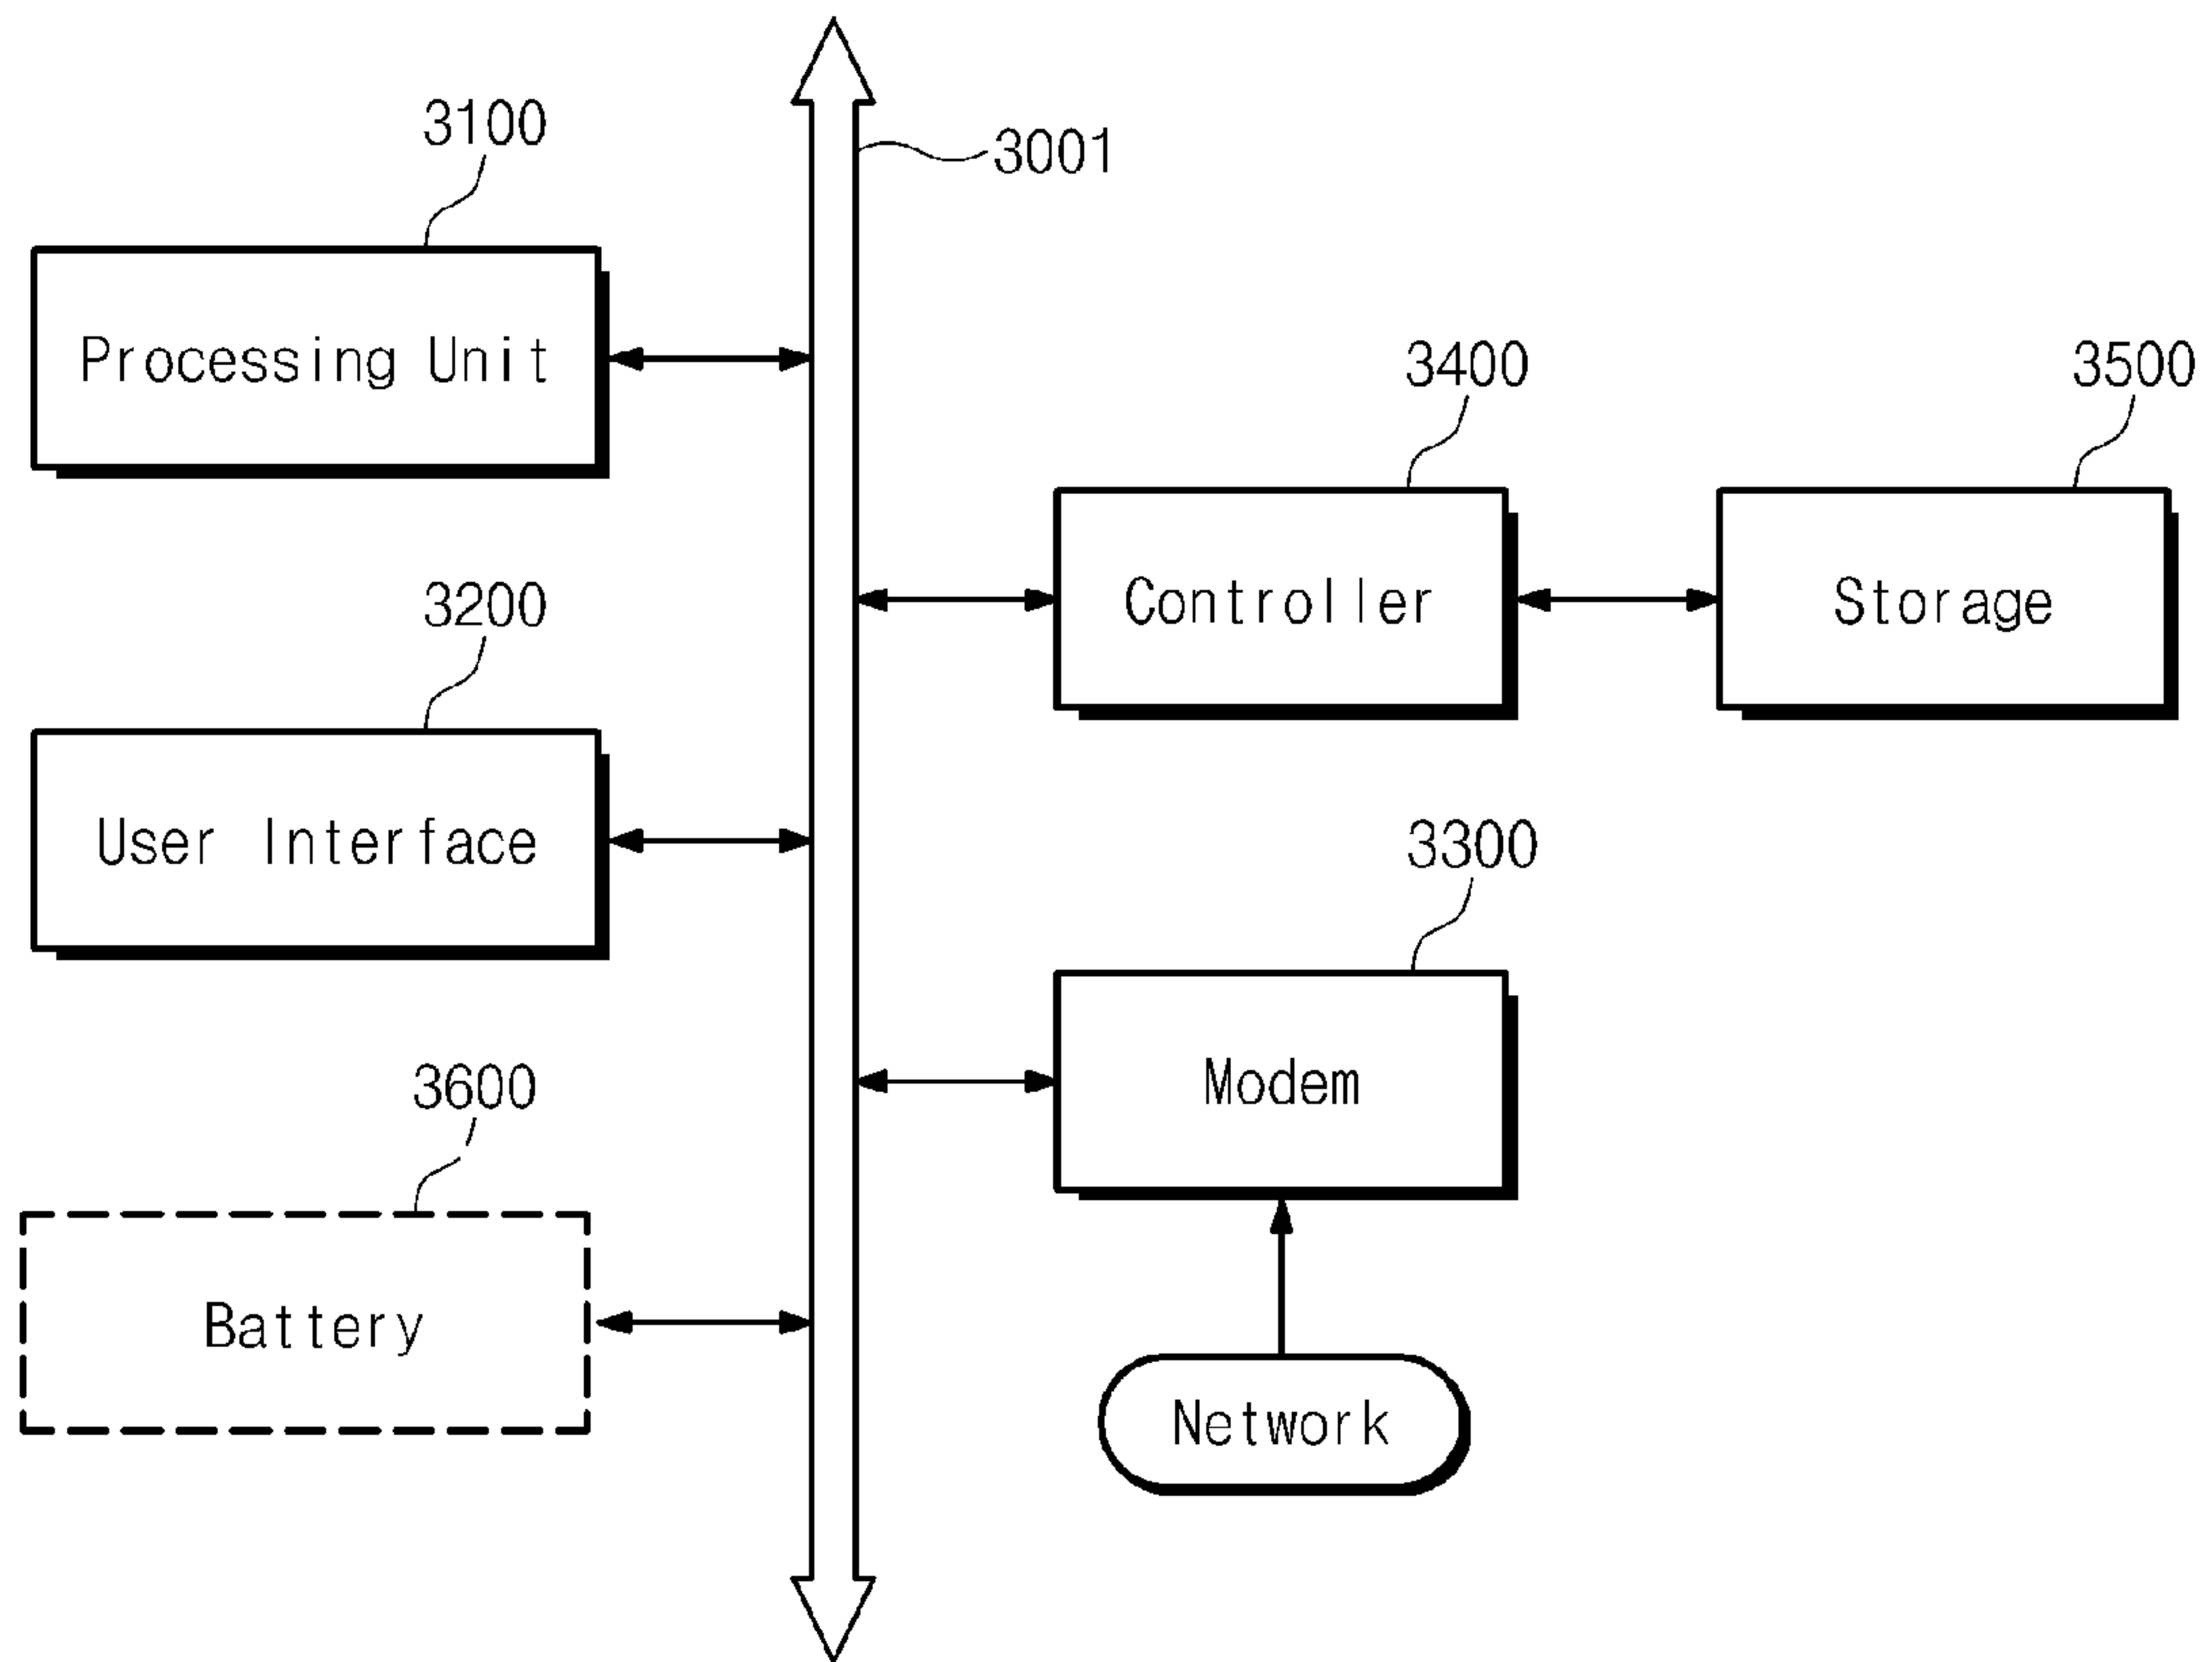 3100
3001
Processing Unit
3400
3500
3200
Controller
Storage
User Interface
3300
3600
Modem
Battery
Network